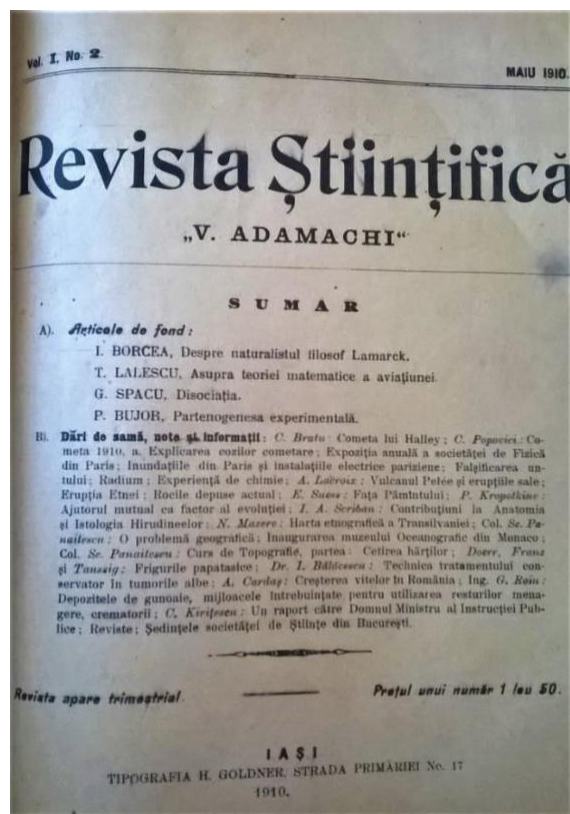 Vol. I, No. 2.
MAIU 1910.
Revista Științifică
„V. ADAMACHI“
SUMAR
A). Articole de fond :
I. BORCEA, Despre naturalistul filosof Lamarck.
T. LALESCU, Asupra teoriei matematice a aviațiunei.
G. SPACU, Disociația.
P. BUJOR, Partenogenesa experimentală.
B). Dări de samă, note și informații : C. Bratu : Cometa lui Halley ; C. Popovici : Co-
meta 1910, a. Explicarea cozilor cometare ; Expoziția anuală a societăței de Fizică
din Paris ; Inundațiile din Paris și instalațiile electrice pariziene ; Falșificarea un-
tului ; Radium ; Experiență de chimie ; A. Lacroix : Vulcanul Pelée și erupțiile sale ;
Erupția Etnei ; Rocile depuse actual ; E. Suess : Fața Pămîntului ; P. Kropotkine :
Ajutorul mutual ca factor al evoluției ; I. A. Scriban : Contribuțiuni la Anatomia
și Istologia Hirudineelor ; N. Mazere : Harta etnografică a Transilvaniei ; Col. Sc. Pa-
naitescu : O problemă geografică ; Inaugurarea muzeului Oceanografic din Monaco ;
Col. Sc. Panaitescu : Curs de Topografie, partea : Cetirea hărților ; Doerr, Franz
și Taussig : Frigurile papatasice ; Dr. I. Bălăcescu : Technica tratamentului con-
servator în tumorile albe ; A. Cardaș : Creșterea vitelor în România ; Ing. G. Roiu :
Depozitele de gunoale, mijloacele întrebuințate pentru utilizarea resturilor mena-
gere, crematorii ; C. Kirițescu : Un raport cătră Domnul Ministru al Instrucției Pub-
lice ; Reviste ; Ședințele societăței de Științe din București.
Revista apare trimestrial.
Prețul unui număr 1 leu 50.
IAȘI
TIPOGRAFIA H. GOLDNER, STRADA PRIMĂRIEI No. 17
1910.